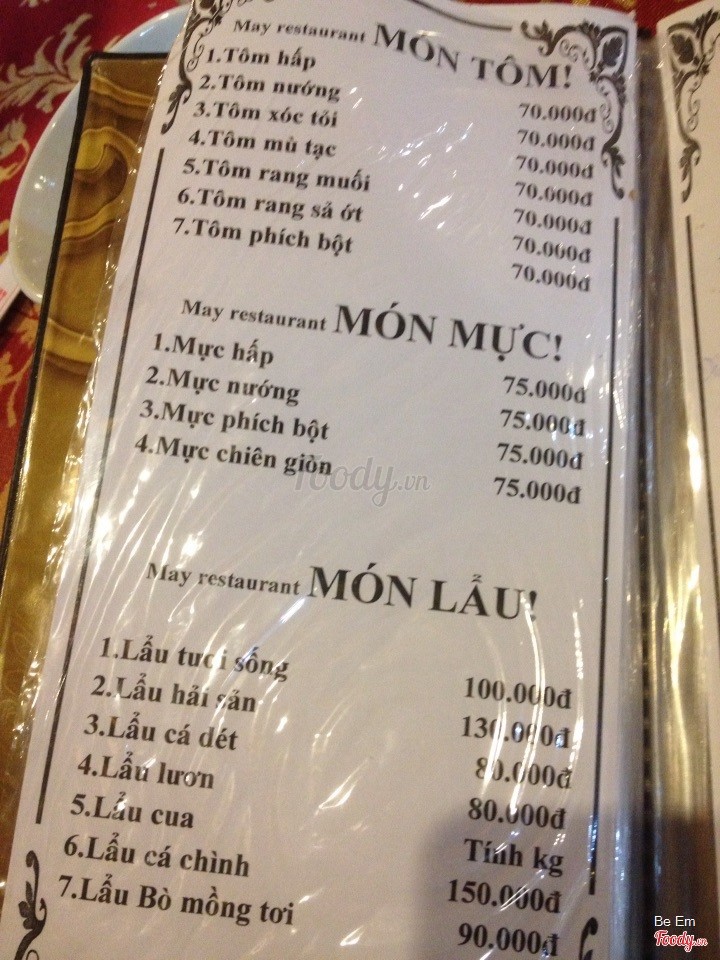 May restaurant MÓN TÔM!
1.Tôm hấp 70.000đ
2.Tôm nướng 70.000đ
3.Tôm xóc tỏi 70.000đ
4.Tôm mù tạc 70.000đ
5.Tôm rang muối 70.000đ
6.Tôm rang sả ớt 70.000đ
7.Tôm phích bột 70.000đ
May restaurant MÓN MỰC!
1.Mực hấp 75.000đ
2.Mực nướng 75.000đ
3.Mực phích bột 75.000đ
4.Mực chiên giòn 75.000đ
Foody.vn
May restaurant MÓN LẨU!
1.Lẩu tươi sống 100.000đ
2.Lẩu hải sản 130.000đ
3.Lẩu cá dét 80.000đ
4.Lẩu lươn 80.000đ
5.Lẩu cua Tính kg
6.Lẩu cá chình 150.000đ
7.Lẩu Bò mồng tơi 90.000đ
Be Em
Foody.vn